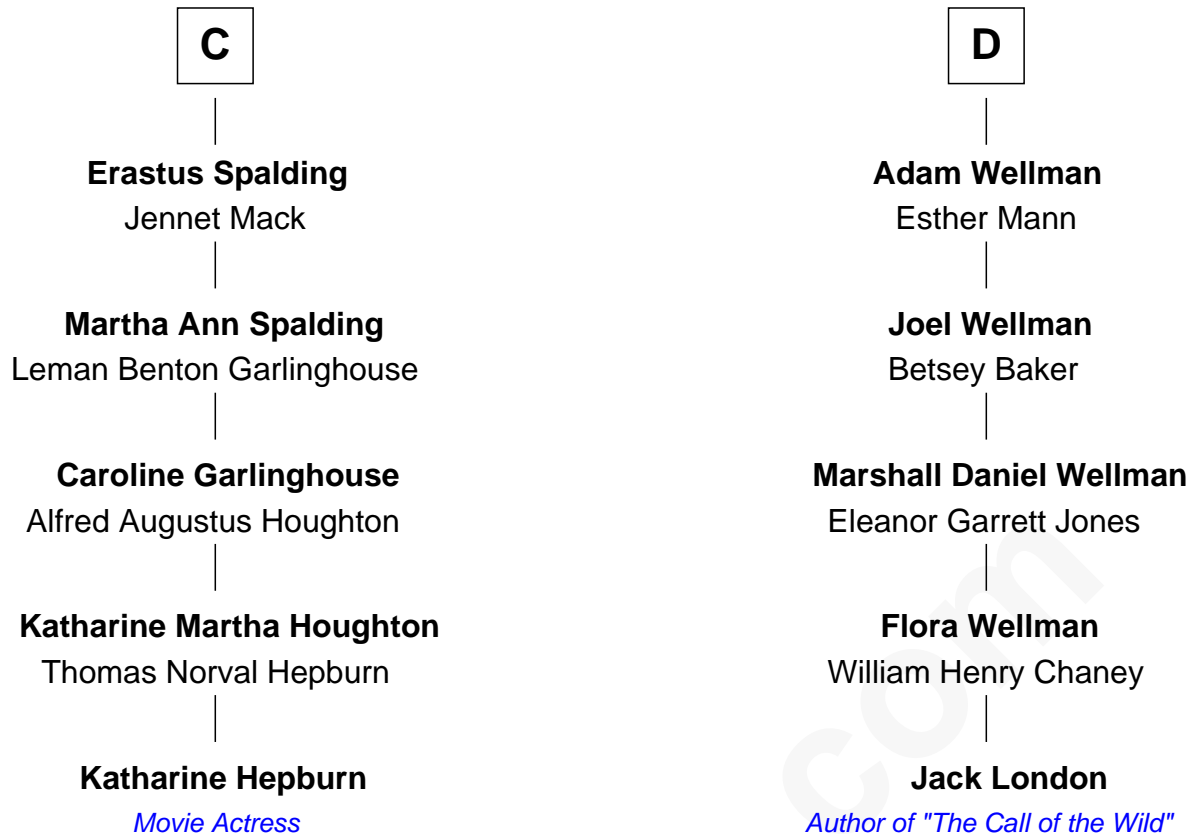 C
Erastus Spalding
Jennet Mack
Martha Ann Spalding
Leman Benton Garlinghouse
Caroline Garlinghouse
Alfred Augustus Houghton
Katharine Martha Houghton
Thomas Norval Hepburn
Katharine Hepburn
Movie Actress
D
Adam Wellman
Esther Mann
Joel Wellman
Betsey Baker
Marshall Daniel Wellman
Eleanor Garrett Jones
Flora Wellman
William Henry Chaney
Jack London
Author of "The Call of the Wild"
com